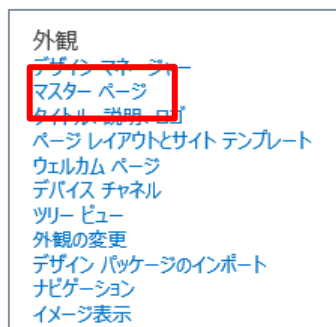 外観
デザイン マネージャー
マスター ページ
タイトル、説明、ロゴ
ページ レイアウトとサイト テンプレート
ウェルカム ページ
デバイス チャネル
ツリー ビュー
外観の変更
デザイン パッケージのインポート
ナビゲーション
イメージ表示